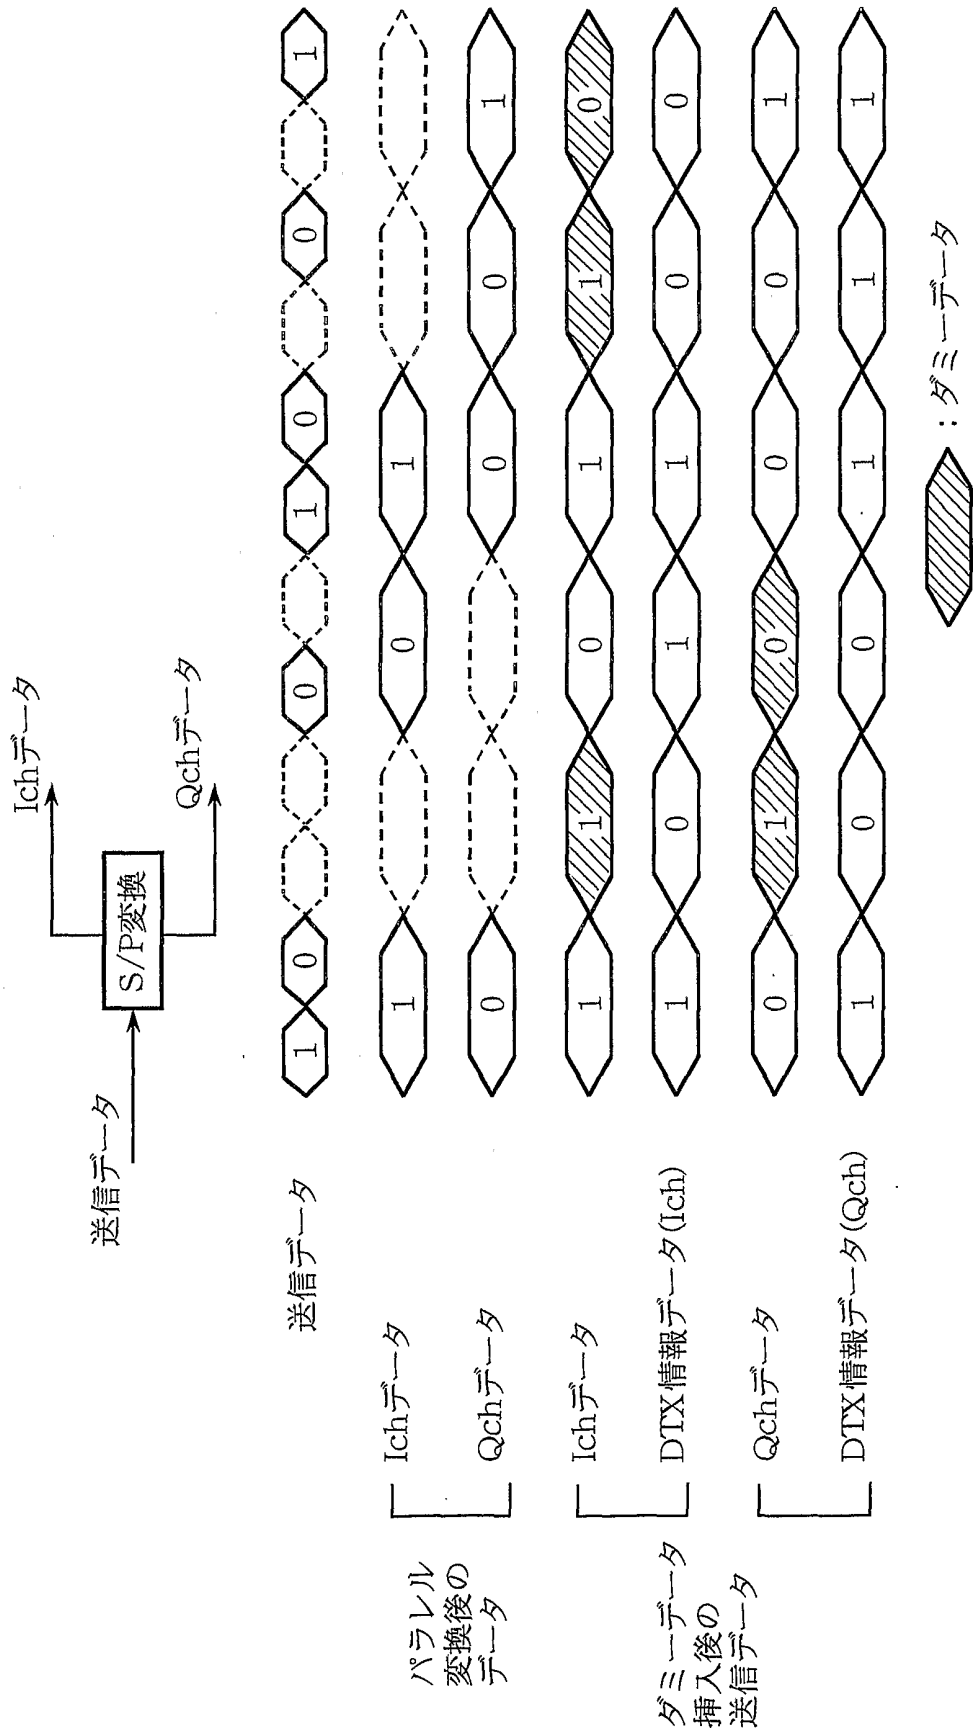 送信データ
S/P変換
Ichデータ
Qchデータ
送信データ
1 0 0 1 0 0 1
パラレル
変換後の
データ
Ichデータ
1 0 1
Qchデータ
0 0 0 1
ダミーデータ
挿入後の
送信データ
Ichデータ
1 1 0 1 1 0
DTX情報データ(Ich)
1 0 1 1 0 0
Qchデータ
0 1 0 0 0 1
DTX情報データ(Qch)
1 0 0 1 1 1
:ダミーデータ